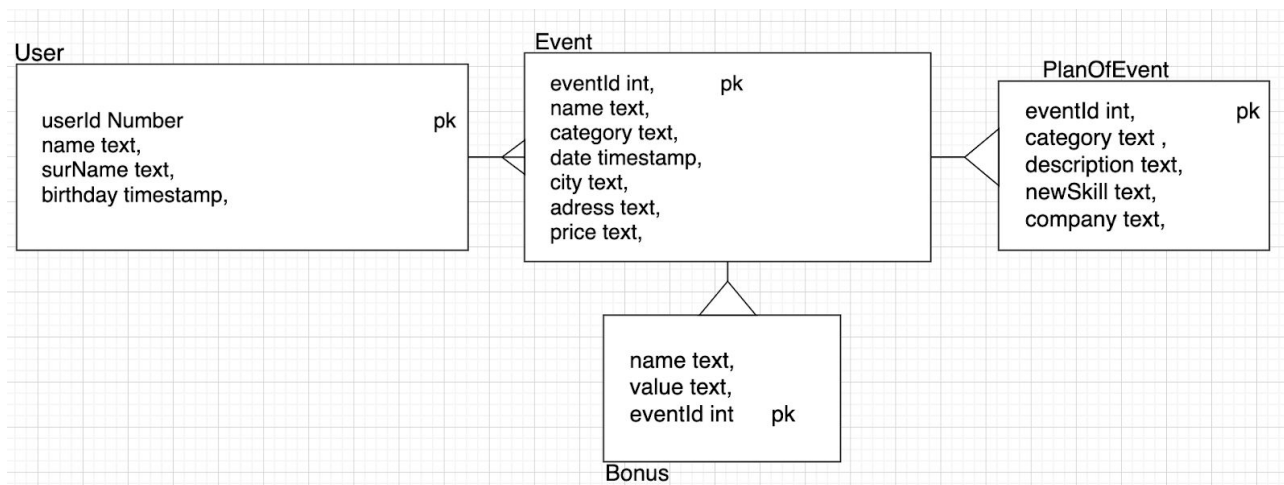 User
userId Number pk
name text,
surName text,
birthday timestamp,
Event
eventId int, pk
name text,
category text,
date timestamp,
city text,
adress text,
price text,
PlanOfEvent
eventId int, pk
category text ,
description text,
newSkill text,
company text,
name text,
value text,
eventId int pk
Bonus